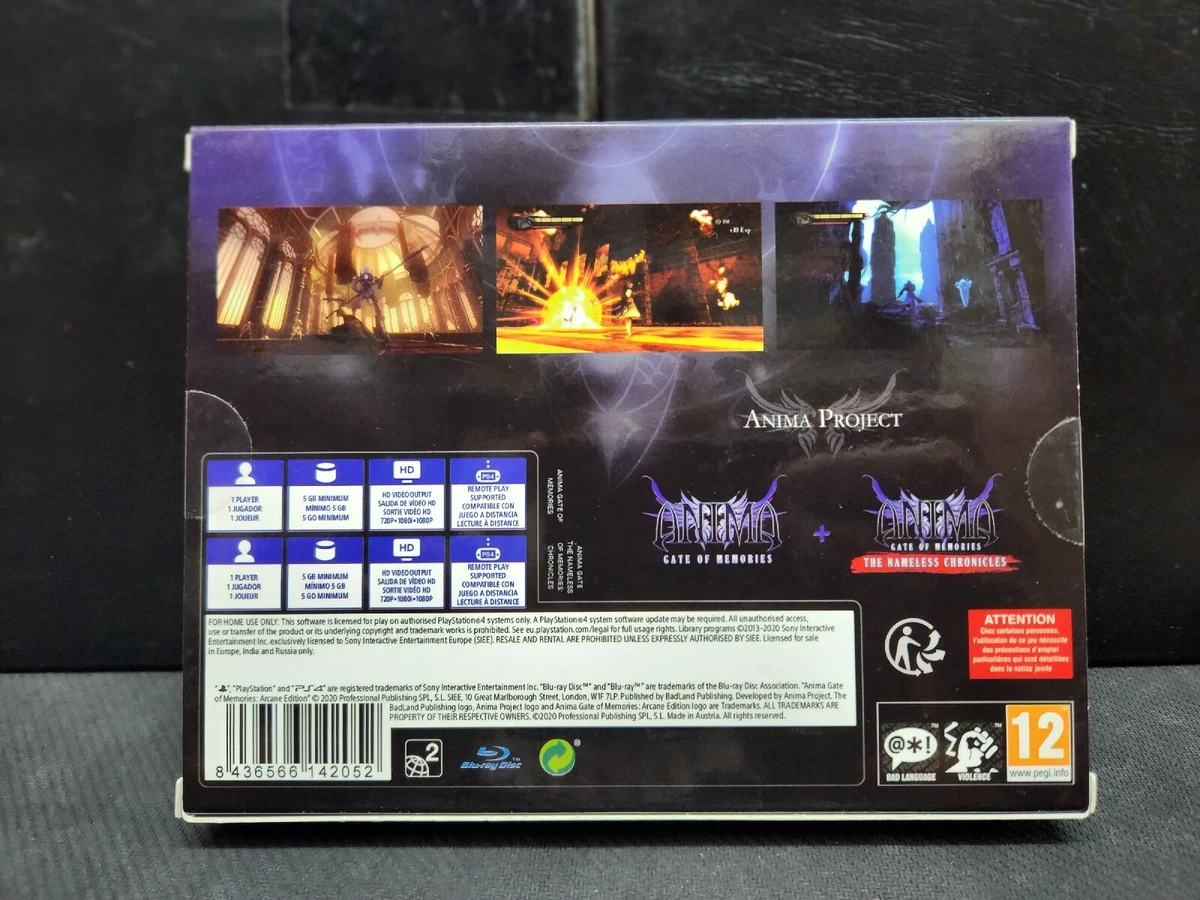 +10 Exp
ANIMA PROJECT
1 PLAYER
1 JUGADOR
1 JOUEUR
5 GB MINIMUM
MÍNIMO 5 GB
5 GO MINIMUM
HD
HD VIDEO OUTPUT
SALIDA DE VÍDEO HD
SORTIE VIDÉO HD
720P•1080i•1080P
PS4
REMOTE PLAY
SUPPORTED
COMPATIBLE CON
JUEGO A DISTANCIA
LECTURE À DISTANCE
ANIMA GATE OF
MEMORIES
1 PLAYER
1 JUGADOR
1 JOUEUR
5 GB MINIMUM
MÍNIMO 5 GB
5 GO MINIMUM
HD
HD VIDEO OUTPUT
SALIDA DE VÍDEO HD
SORTIE VIDÉO HD
720P•1080i•1080P
PS4
REMOTE PLAY
SUPPORTED
COMPATIBLE CON
JUEGO A DISTANCIA
LECTURE À DISTANCE
ANIMA GATE
OF MEMORIES
THE NAMELESS
CHRONICLES
ANIMA
GATE OF MEMORIES
+
ANIMA
GATE OF MEMORIES
THE NAMELESS CHRONICLES
FOR HOME USE ONLY: This software is licensed for play on authorised PlayStation®4 systems only. A PlayStation®4 system software update may be required. All unauthorised access,
use or transfer of the product or its underlying copyright and trademark works is prohibited. See eu.playstation.com/legal for full usage rights. Library programs ©2013-2020 Sony Interactive
Entertainment Inc. exclusively licensed to Sony Interactive Entertainment Europe (SIEE). RESALE AND RENTAL ARE PROHIBITED UNLESS EXPRESSLY AUTHORISED BY SIEE. Licensed for sale
in Europe, India and Russia only.
"PlayStation" and "PS4" are registered trademarks of Sony Interactive Entertainment Inc. "Blu-ray Disc™" and "Blu-ray™" are trademarks of the Blu-ray Disc Association. "Anima Gate
of Memories: Arcane Edition" © 2020 Professional Publishing SPL, S.L. SIEE, 10 Great Marlborough Street, London, W1F 7LP. Published by BadLand Publishing. Developed by Anima Project. The
BadLand Publishing logo, Anima Project logo and Anima Gate of Memories: Arcane Edition logo are Trademarks. ALL TRADEMARKS ARE
PROPERTY OF THEIR RESPECTIVE OWNERS. ©2020 Professional Publishing SPL, S.L. Made in Austria. All rights reserved.
8 436566 142052
2
Blu-ray Disc™
®
ATTENTION
Chez certaines personnes,
l'utilisation de ce jeu nécessite
des précautions d'emploi
particulières qui sont détaillées
dans la notice jointe
@*!
BAD LANGUAGE
VIOLENCE
12
www.pegi.info